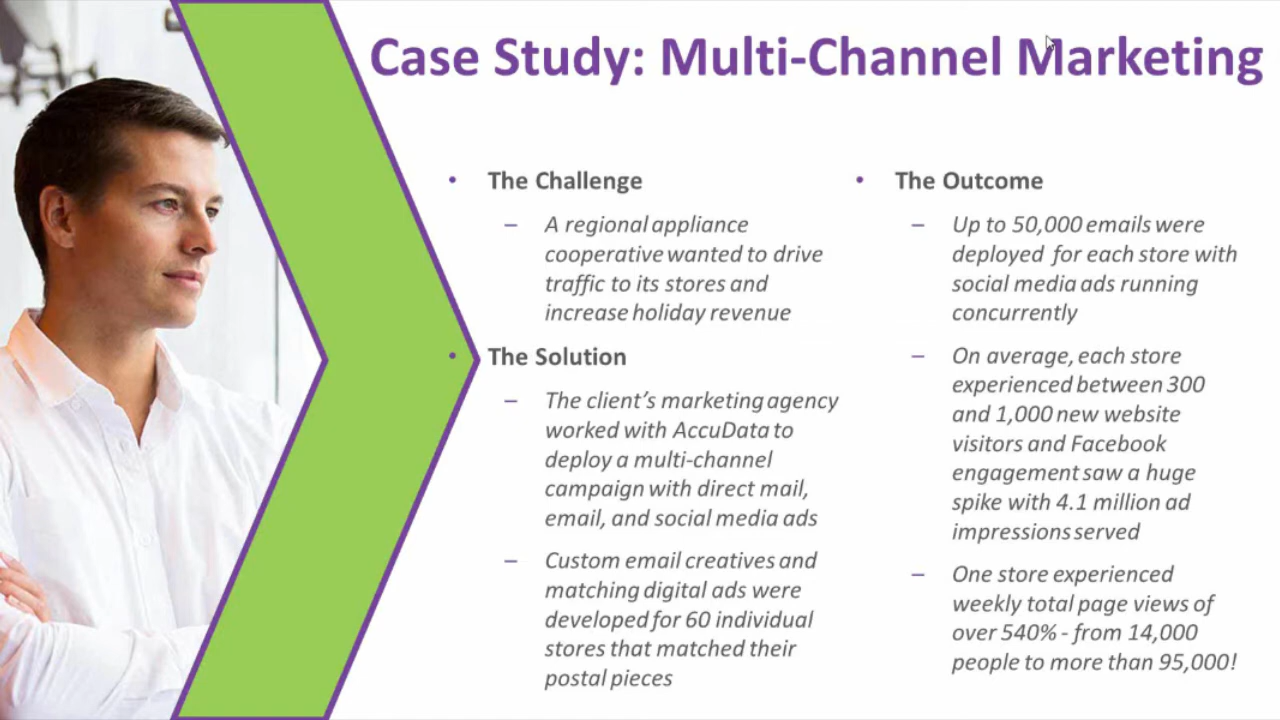 Case Study: Multi-Channel Marketing
• The Challenge
– A regional appliance
cooperative wanted to drive
traffic to its stores and
increase holiday revenue
• The Solution
– The client’s marketing agency
worked with AccuData to
deploy a multi-channel
campaign with direct mail,
email, and social media ads
– Custom email creatives and
matching digital ads were
developed for 60 individual
stores that matched their
postal pieces
• The Outcome
– Up to 50,000 emails were
deployed for each store with
social media ads running
concurrently
– On average, each store
experienced between 300
and 1,000 new website
visitors and Facebook
engagement saw a huge
spike with 4.1 million ad
impressions served
– One store experienced
weekly total page views of
over 540% - from 14,000
people to more than 95,000!